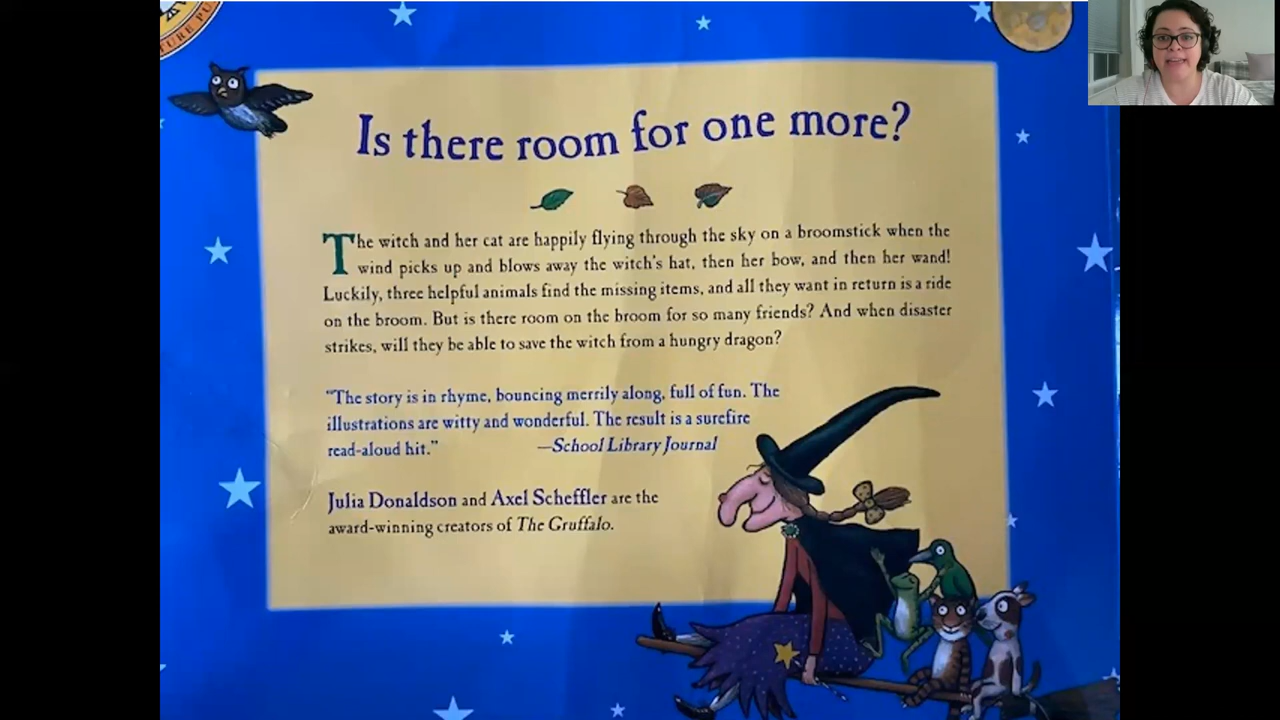 TURE PU
Is there room for one more?
The witch and her cat are happily flying through the sky on a broomstick when the
wind picks up and blows away the witch's hat, then her bow, and then her wand!
Luckily, three helpful animals find the missing items, and all they want in return is a ride
on the broom. But is there room on the broom for so many friends? And when disaster
strikes, will they be able to save the witch from a hungry dragon?
"The story is in rhyme, bouncing merrily along, full of fun. The
illustrations are witty and wonderful. The result is a surefire
read-aloud hit." —School Library Journal
Julia Donaldson and Axel Scheffler are the
award-winning creators of The Gruffalo.